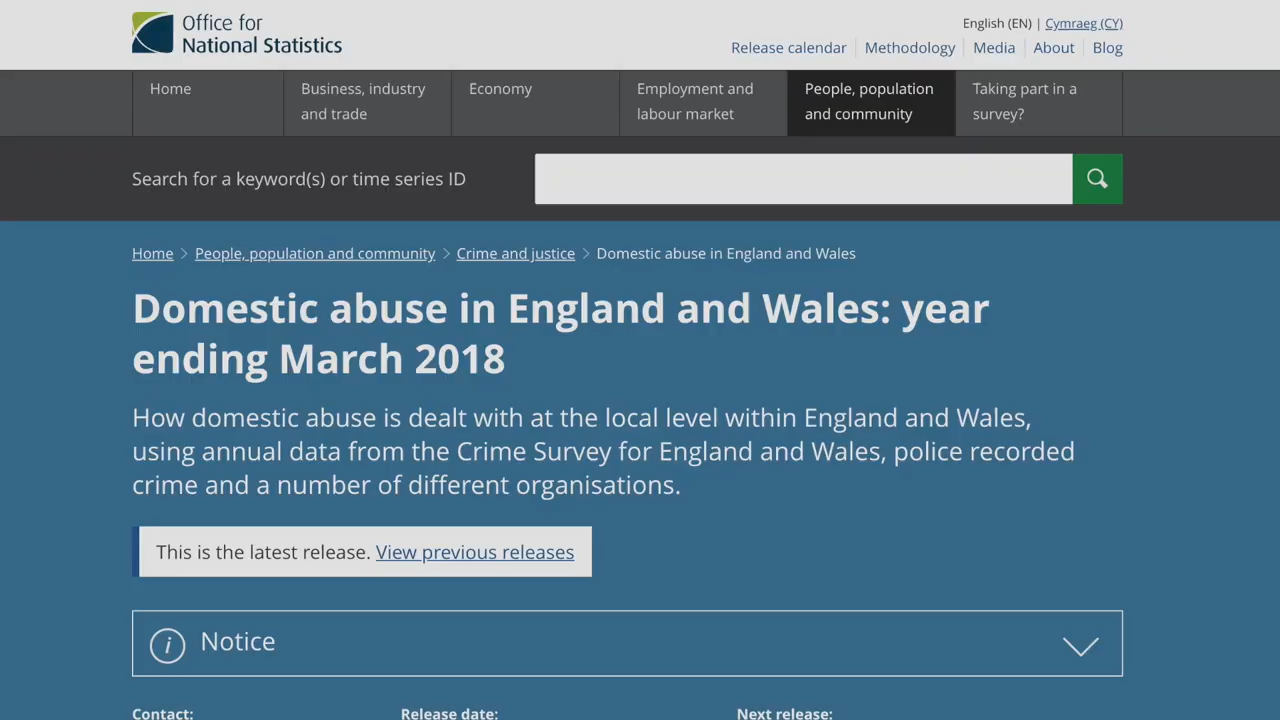 Office for
National Statistics
English (EN) | Cymraeg (CY)
Release calendar Methodology Media About Blog
Home
Business, industry
and trade
Economy
Employment and
labour market
People, population
and community
Taking part in a
survey?
Search for a keyword(s) or time series ID
Home > People, population and community > Crime and justice > Domestic abuse in England and Wales
Domestic abuse in England and Wales: year
ending March 2018
How domestic abuse is dealt with at the local level within England and Wales,
using annual data from the Crime Survey for England and Wales, police recorded
crime and a number of different organisations.
This is the latest release. View previous releases
i Notice
Contact: Release date: Next release: